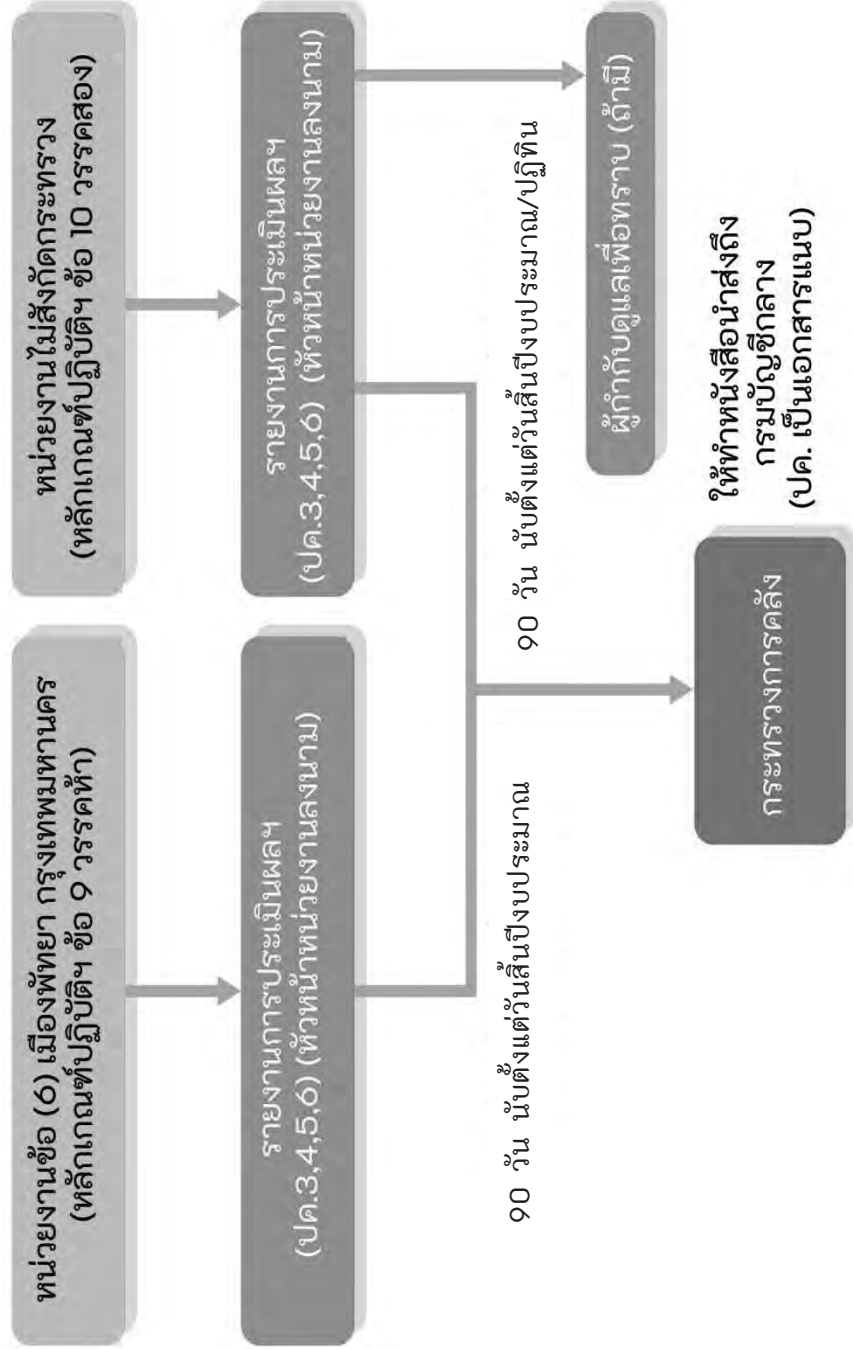 หน่วยงานข้อ (6) เมืองพัทยา กรุงเทพมหานคร
(หลักเกณฑ์ปฏิบัติฯ ข้อ 9 วรรคห้า)
หน่วยงานไม่สังกัดกระทรวง
(หลักเกณฑ์ปฏิบัติฯ ข้อ 10 วรรคสอง)
รายงานการประเมินผลฯ
(ปค.3,4,5,6) (หัวหน้าหน่วยงานลงนาม)
รายงานการประเมินผลฯ
(ปค.3,4,5,6) (หัวหน้าหน่วยงานลงนาม)
90 วัน นับตั้งแต่วันสิ้นปีงบประมาณ
90 วัน นับตั้งแต่วันสิ้นปีงบประมาณ/ปฏิทิน
ผู้กำกับดูแลเพื่อทราบ (ถ้ามี)
กระทรวงการคลัง
ให้ทำหนังสือนำส่งถึง
กรมบัญชีกลาง
(ปค. เป็นเอกสารแนบ)